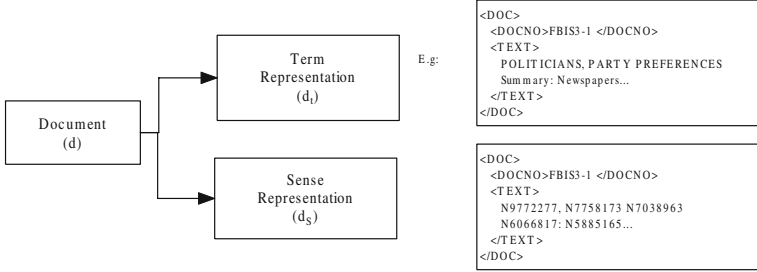 Document
(d)
Term
Representation
(dt)
E.g:
<DOC>
<DOCNO>FBIS3-1 </DOCNO>
<TEXT>
POLITICIANS, PARTY PREFERENCES
Summary: Newspapers...
</TEXT>
</DOC>
Sense
Representation
(dS)
<DOC>
<DOCNO>FBIS3-1 </DOCNO>
<TEXT>
N9772277, N7758173 N7038963
N6066817: N5885165...
</TEXT>
</DOC>